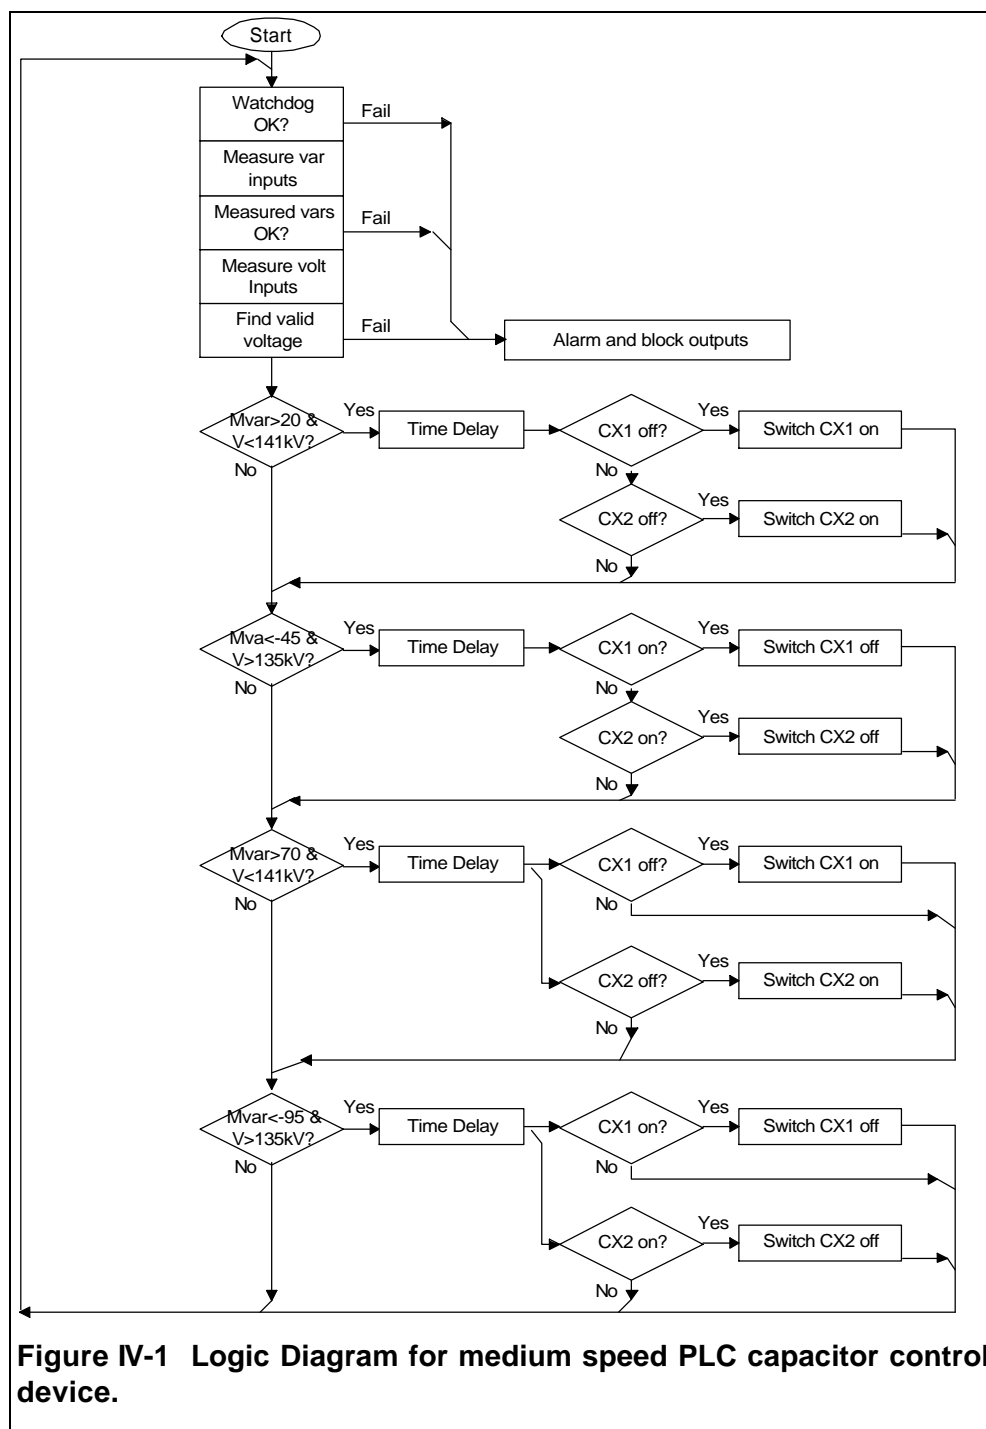 Start
Watchdog
OK?
Fail
Measure var
inputs
Measured vars
OK?
Fail
Measure volt
Inputs
Find valid
voltage
Fail
Alarm and block outputs
Mvar>20 &
V<141kV?
Yes
No
Time Delay
CX1 off?
Yes
No
Switch CX1 on
CX2 off?
Yes
No
Switch CX2 on
Mva<-45 &
V>135kV?
Yes
No
Time Delay
CX1 on?
Yes
No
Switch CX1 off
CX2 on?
Yes
No
Switch CX2 off
Mvar>70 &
V<141kV?
Yes
No
Time Delay
CX1 off?
Yes
No
Switch CX1 on
CX2 off?
Yes
No
Switch CX2 on
Mvar<-95 &
V>135kV?
Yes
No
Time Delay
CX1 on?
Yes
No
Switch CX1 off
CX2 on?
Yes
No
Switch CX2 off
Figure IV-1 Logic Diagram for medium speed PLC capacitor control
device.